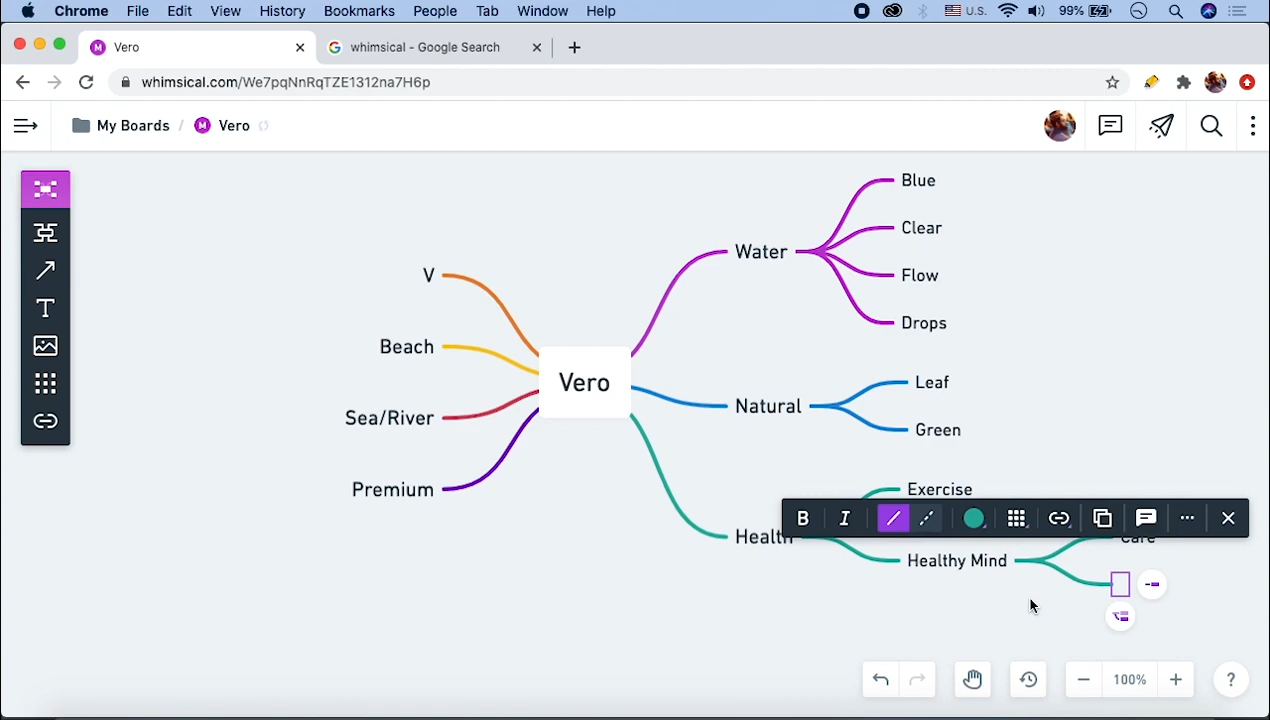 Chrome File Edit View History Bookmarks People Tab Window Help U.S. 99%
Vero
whimsical - Google Search
whimsical.com/We7pqNnRqTZE1312na7H6p
My Boards / Vero
Blue
Water
Clear
V
Flow
Drops
Beach
Vero
Leaf
Natural
Sea/River
Green
Premium
Exercise
B I
Health
Care
Healthy Mind
100% ?